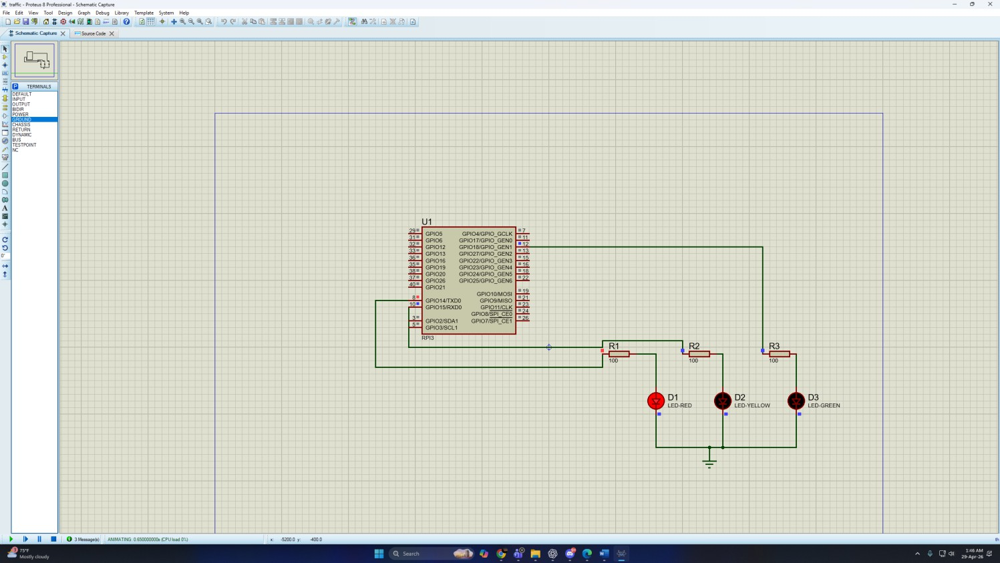 traffic - Proteus 8 Professional - Schematic Capture
File Edit View Tool Design Graph Debug Library Template System Help
Schematic Capture
Source Code
P TERMINALS
DEFAULT
INPUT
OUTPUT
BIDIR
POWER
GROUND
CHASSIS
RETURN
DYNAMIC
BUS
TESTPOINT
NC
U1
29 GPIO5 GPIO4/GPIO_GCLK 7
31 GPIO6 GPIO17/GPIO_GEN0 11
32 GPIO12 GPIO18/GPIO_GEN1 12
33 GPIO13 GPIO27/GPIO_GEN2 13
36 GPIO16 GPIO22/GPIO_GEN3 15
35 GPIO19 GPIO23/GPIO_GEN4 16
38 GPIO20 GPIO24/GPIO_GEN5 18
37 GPIO26 GPIO25/GPIO_GEN6 22
40 GPIO21
GPIO10/MOSI 19
8 GPIO14/TXD0 GPIO9/MISO 21
10 GPIO15/RXD0 GPIO11/CLK 23
GPIO8/SPI_CE0 24
3 GPIO2/SDA1 GPIO7/SPI_CE1 26
5 GPIO3/SCL1
RPI3
R1 R2 R3
100 100 100
D1 D2 D3
LED-RED LED-YELLOW LED-GREEN
3 Message(s) ANIMATING: 0.650000000s (CPU load 0%) x: -5200.0 y: -400.0 th
75°F
Mostly cloudy
Search
1:46 AM
29-Apr-26